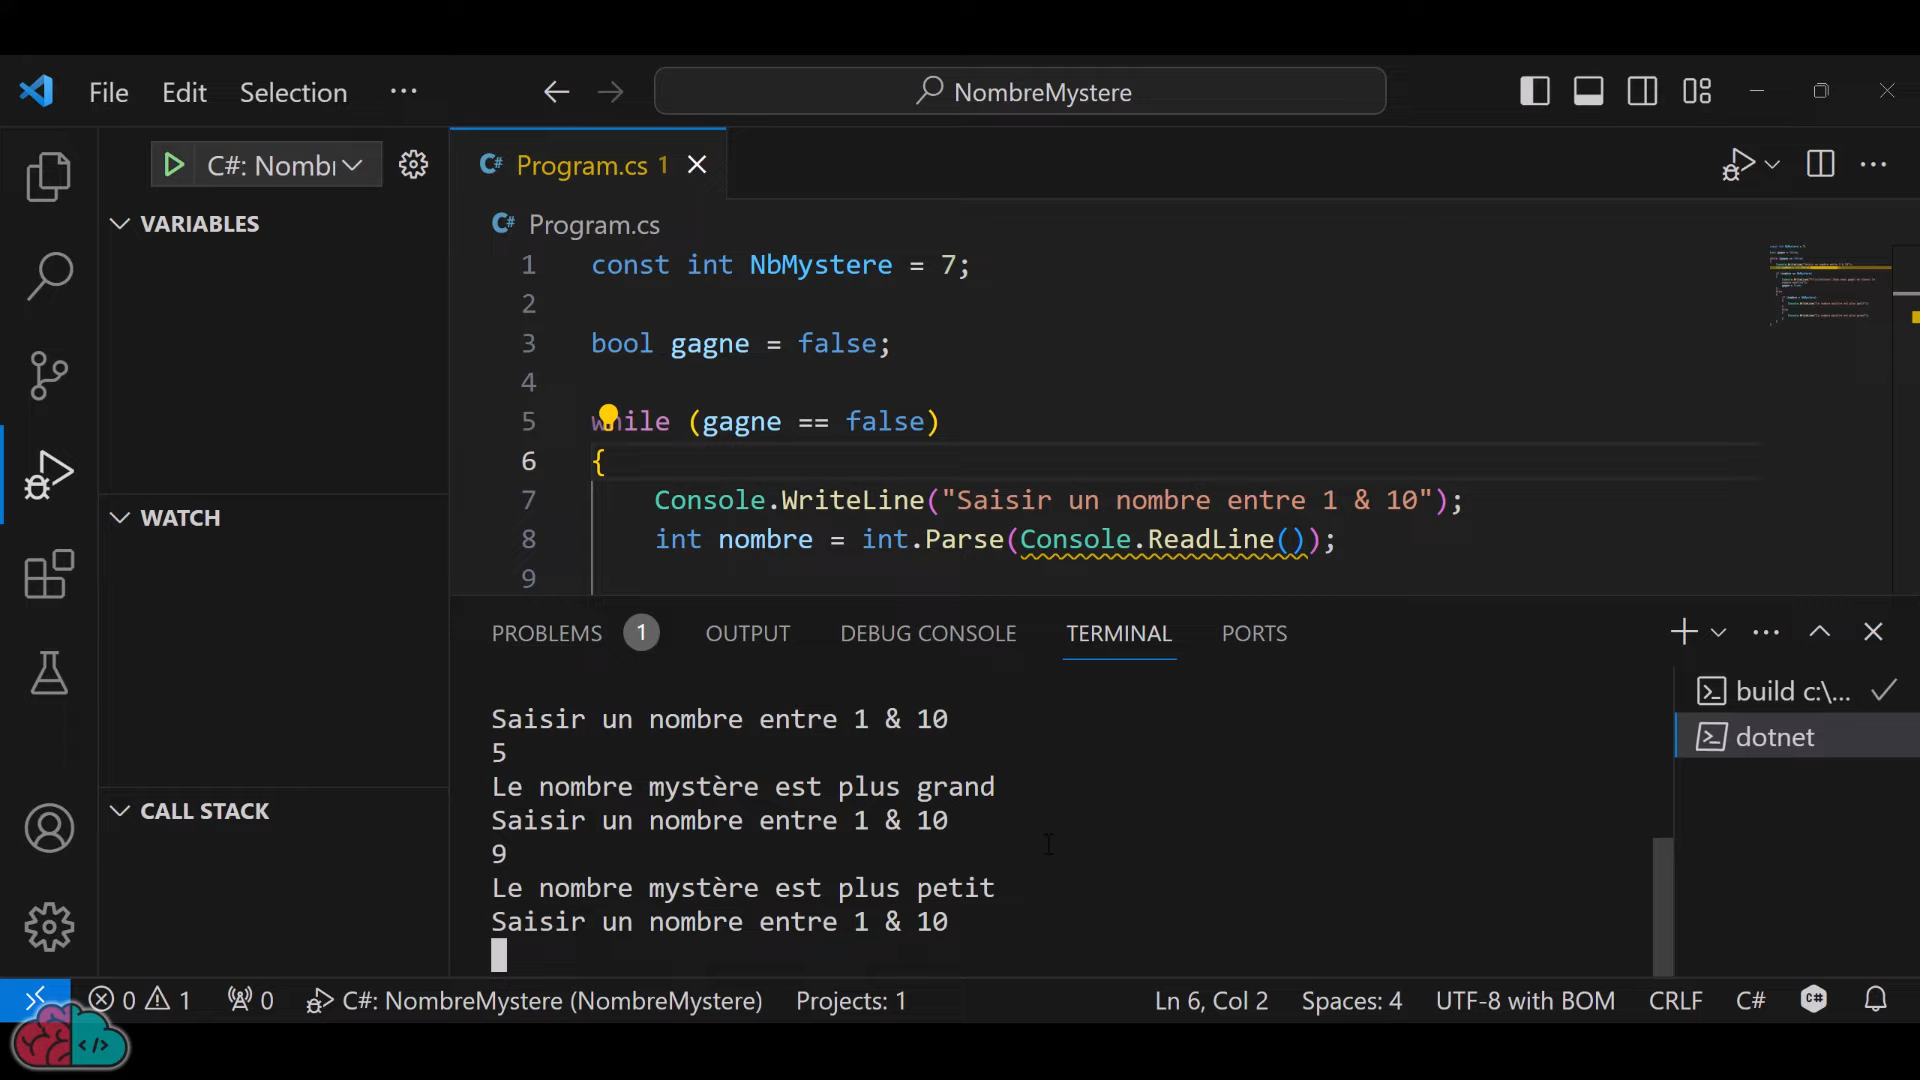 File Edit Selection ··· NombreMystere
C#: Nombı
Program.cs 1
VARIABLES
Program.cs
1 const int NbMystere = 7;
2
3 bool gagne = false;
4
5 while (gagne == false)
6 {
7 Console.WriteLine("Saisir un nombre entre 1 & 10");
8 int nombre = int.Parse(Console.ReadLine());
9
WATCH
CALL STACK
PROBLEMS 1 OUTPUT DEBUG CONSOLE TERMINAL PORTS
Saisir un nombre entre 1 & 10
5
Le nombre mystère est plus grand
Saisir un nombre entre 1 & 10
9
Le nombre mystère est plus petit
Saisir un nombre entre 1 & 10
build c:\...
dotnet
0 1 0 C#: NombreMystere (NombreMystere) Projects: 1 Ln 6, Col 2 Spaces: 4 UTF-8 with BOM CRLF C#